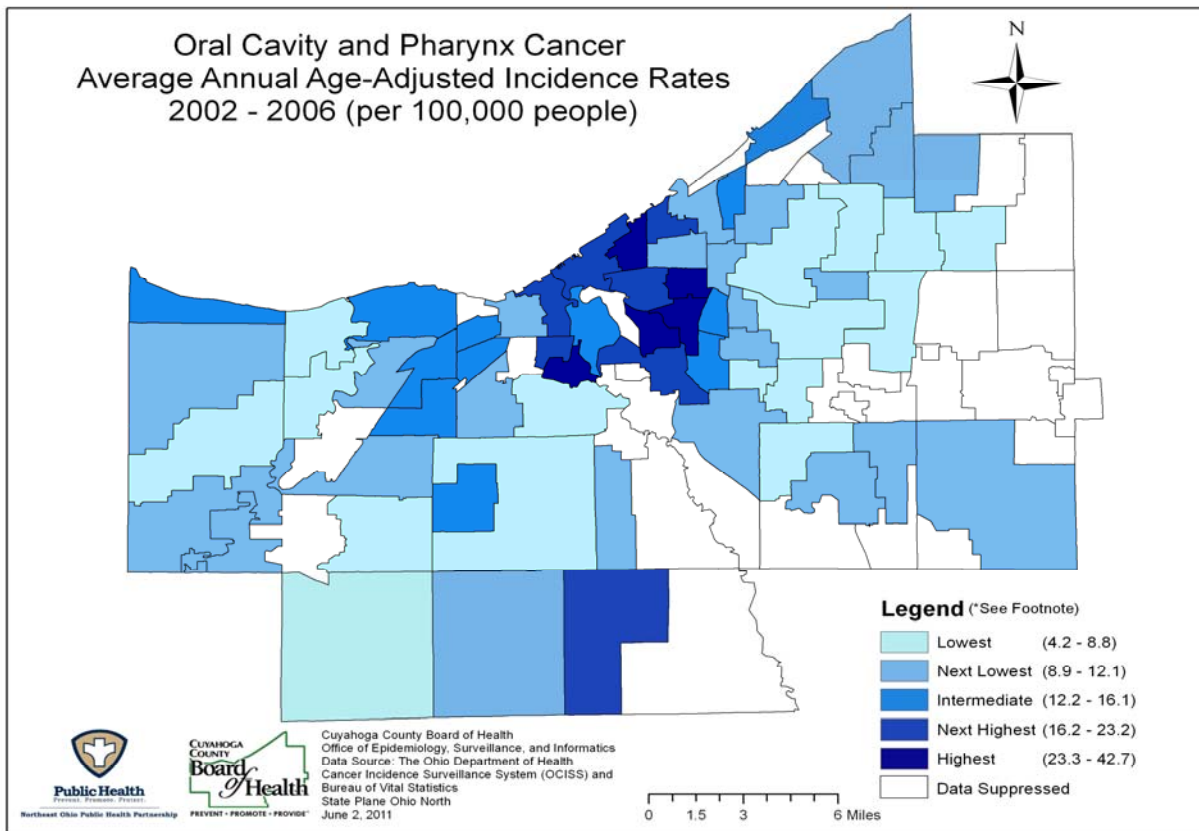 Oral Cavity and Pharynx Cancer
Average Annual Age-Adjusted Incidence Rates
2002 - 2006 (per 100,000 people)
N
Legend (*See Footnote)
Lowest (4.2 - 8.8)
Next Lowest (8.9 - 12.1)
Intermediate (12.2 - 16.1)
Next Highest (16.2 - 23.2)
Highest (23.3 - 42.7)
Data Suppressed
Public Health
Prevent. Promote. Protect.
Northeast Ohio Public Health Partnership
CUYAHOGA
COUNTY
Board
of Health
PREVENT • PROMOTE • PROVIDE
Cuyahoga County Board of Health
Office of Epidemiology, Surveillance, and Informatics
Data Source: The Ohio Department of Health
Cancer Incidence Surveillance System (OCISS) and
Bureau of Vital Statistics
State Plane Ohio North
June 2, 2011
0 1.5 3 6 Miles